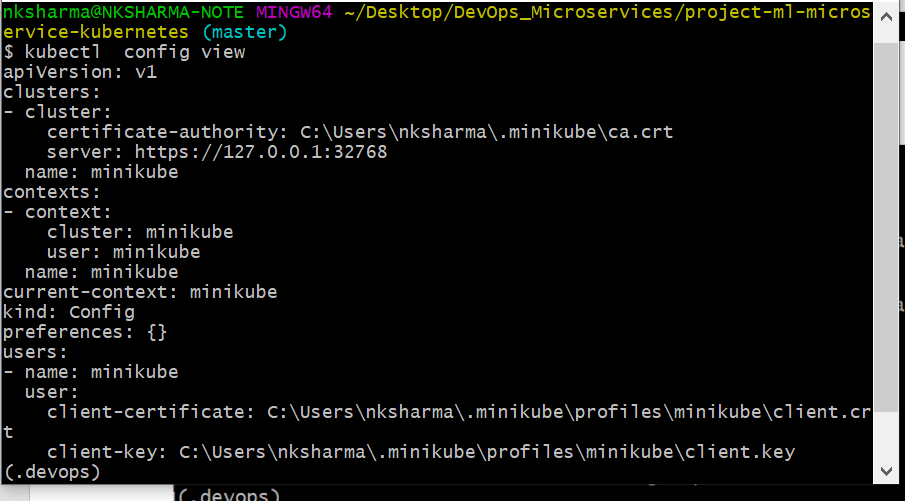 nksharma@NKSHARMA-NOTE MINGW64 ~/Desktop/DevOps_Microservices/project-ml-micros
ervice-kubernetes (master)
$ kubectl  config view
apiVersion: v1
clusters:
- cluster:
    certificate-authority: C:\Users\nksharma\.minikube\ca.crt
    server: https://127.0.0.1:32768
  name: minikube
contexts:
- context:
    cluster: minikube
    user: minikube
  name: minikube
current-context: minikube
kind: Config
preferences: {}
users:
- name: minikube
  user:
    client-certificate: C:\Users\nksharma\.minikube\profiles\minikube\client.cr
t
    client-key: C:\Users\nksharma\.minikube\profiles\minikube\client.key
(.devops)
(.devops)